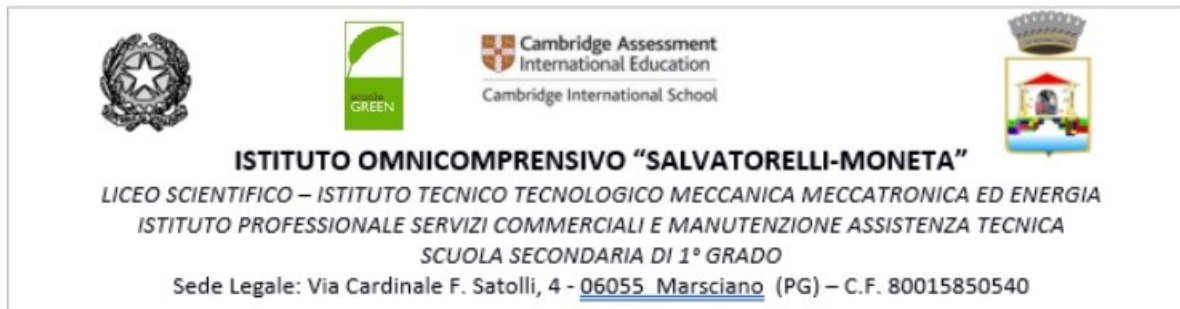 scuola
GREEN
Cambridge Assessment
International Education
Cambridge International School
ISTITUTO OMNICOMPRENSIVO “SALVATORELLI-MONETA”
LICEO SCIENTIFICO – ISTITUTO TECNICO TECNOLOGICO MECCANICA MECCATRONICA ED ENERGIA
ISTITUTO PROFESSIONALE SERVIZI COMMERCIALI E MANUTENZIONE ASSISTENZA TECNICA
SCUOLA SECONDARIA DI 1° GRADO
Sede Legale: Via Cardinale F. Satolli, 4 - 06055 Marsciano (PG) – C.F. 80015850540